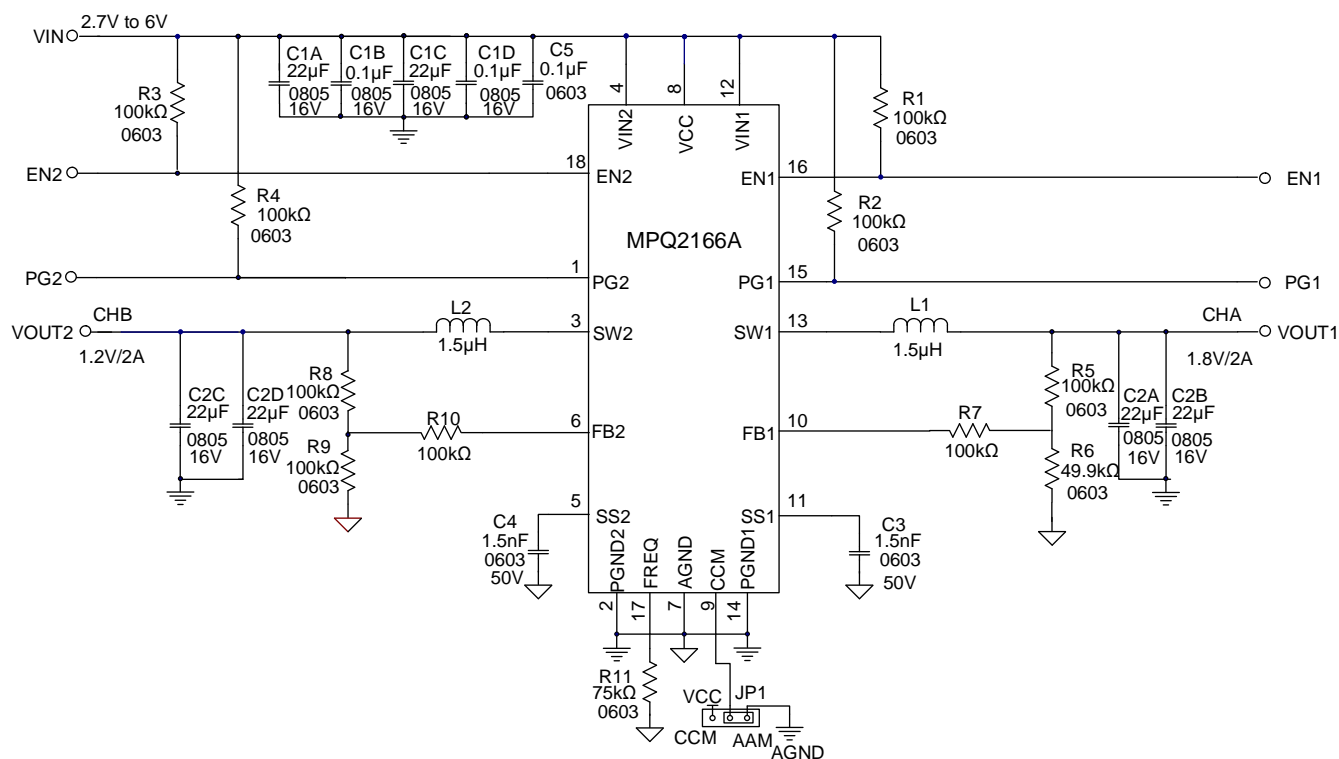 VIN 2.7V to 6V
C1A
22µF
0805
16V
C1B
0.1µF
0805
16V
C1C
22µF
0805
16V
C1D
0.1µF
0805
16V
C5
0.1µF
0603
R3
100kΩ
0603
R4
100kΩ
0603
R1
100kΩ
0603
R2
100kΩ
0603
4
8
12
VIN2
VCC
VIN1
EN2
18
EN2
EN1
16
EN1
MPQ2166A
PG2
1
PG2
PG1
15
PG1
VOUT2
CHB
1.2V/2A
L2
1.5µH
3
SW2
SW1
13
L1
1.5µH
CHA
VOUT1
1.8V/2A
C2C
22µF
0805
16V
C2D
22µF
0805
16V
R8
100kΩ
0603
R9
100kΩ
0603
R10
100kΩ
6
FB2
FB1
10
R7
100kΩ
R5
100kΩ
0603
R6
49.9kΩ
0603
C2A
22µF
0805
16V
C2B
22µF
0805
16V
C4
1.5nF
0603
50V
5
SS2
SS1
11
C3
1.5nF
0603
50V
PGND2
FREQ
AGND
CCM
PGND1
2
17
7
9
14
R11
75kΩ
0603
VCC
JP1
CCM
AAM
AGND